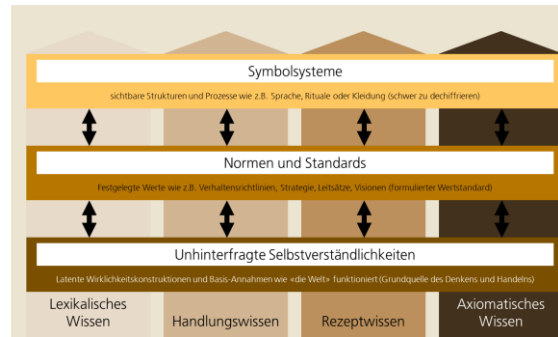 Symbolsysteme
sichtbare Strukturen und Prozesse wie z.B. Sprache, Rituale oder Kleidung (schwer zu dechiffrieren)
Normen und Standards
Festgelegte Werte wie z.B. Verhaltensrichtlinien, Strategie, Leitsätze, Visionen (formulierter Wertstandard)
Unhinterfragte Selbstverständlichkeiten
Latente Wirklichkeitskonstruktionen und Basis-Annahmen wie «die Welt» funktioniert (Grundquelle des Denkens und Handelns)
Lexikalisches
Wissen
Handlungswissen
Rezeptwissen
Axiomatisches
Wissen